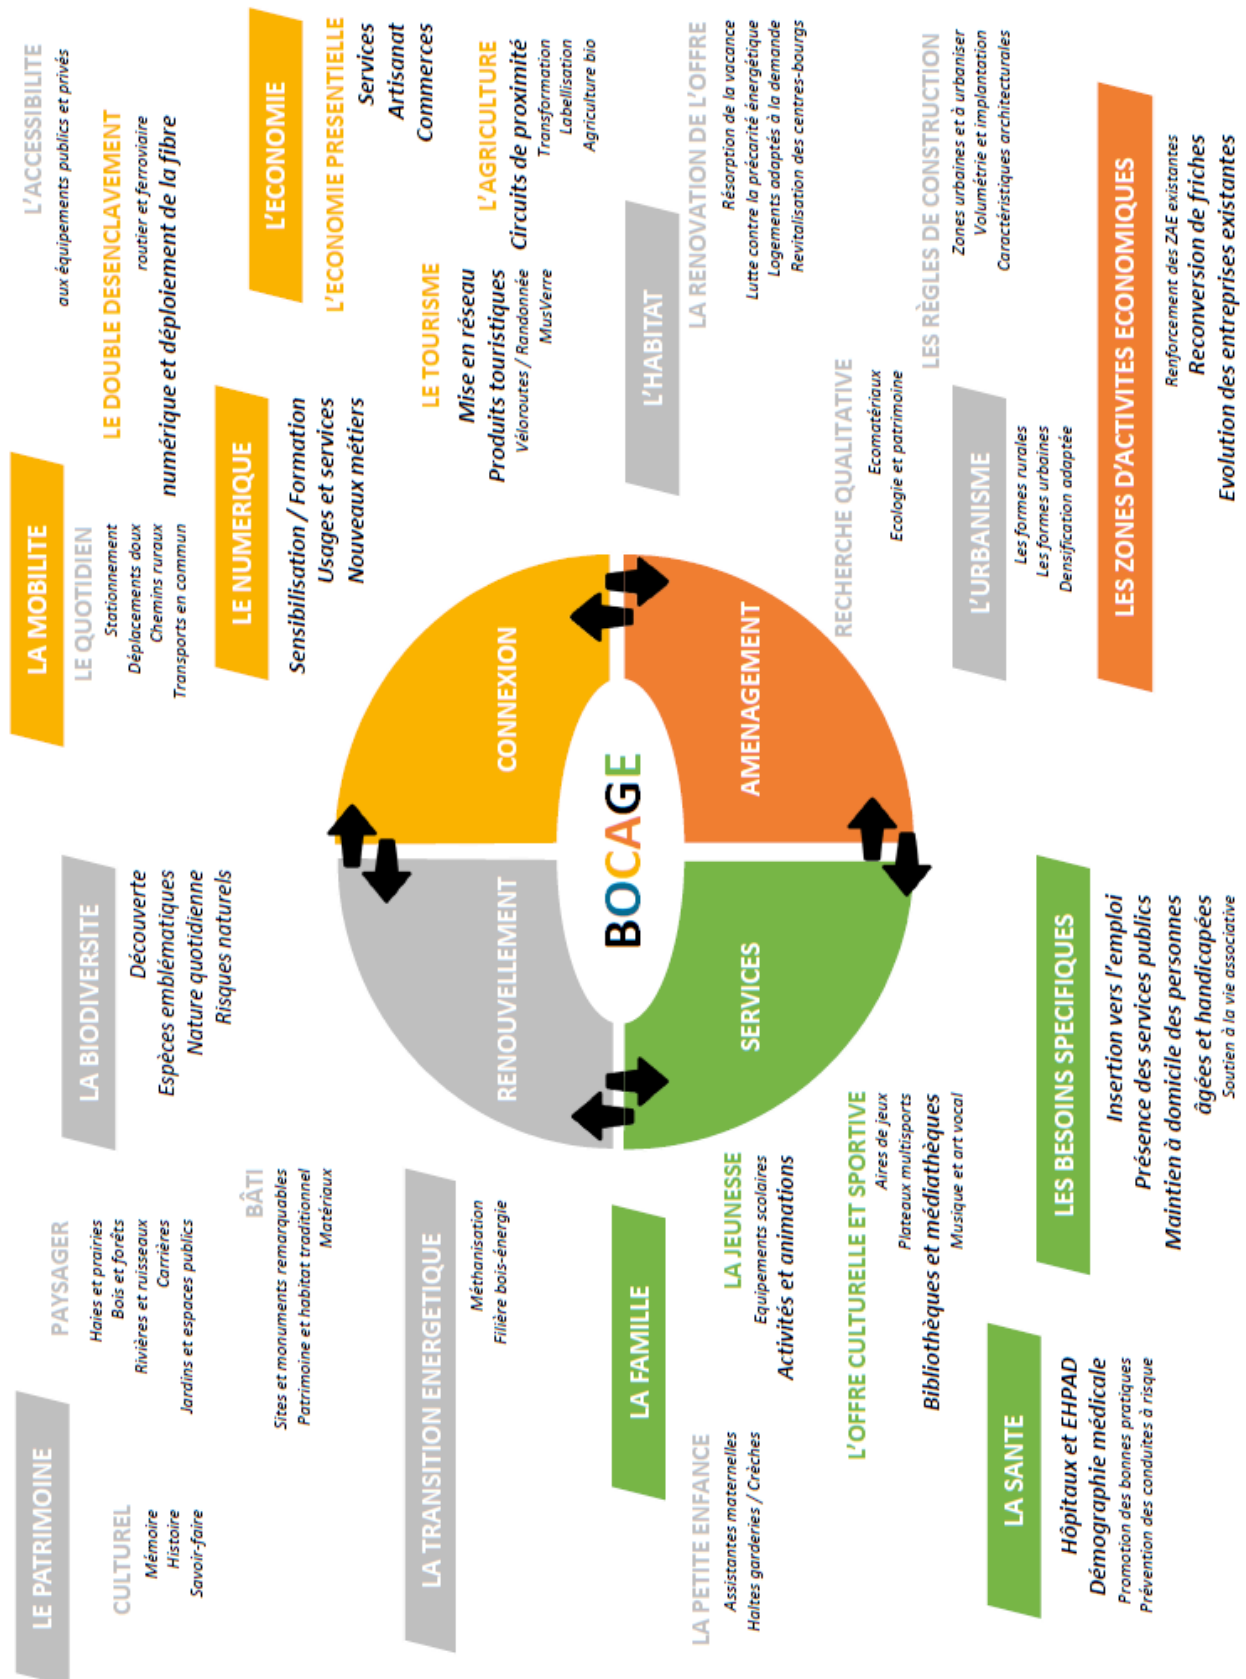 LE PATRIMOINE
CULTUREL
Mémoire
Histoire
Savoir-faire
PAYSAGER
Haies et prairies
Bois et forêts
Rivières et ruisseaux
Carrières
Jardins et espaces publics
BÂTI
Sites et monuments remarquables
Patrimoine et habitat traditionnel
Matériaux
LA BIODIVERSITE
Découverte
Espèces emblématiques
Nature quotidienne
Risques naturels
LA TRANSITION ENERGETIQUE
Méthanisation
Filière bois-énergie
LA MOBILITE
LE QUOTIDIEN
Stationnement
Déplacements doux
Chemins ruraux
Transports en commun
L'ACCESSIBILITE
aux équipements publics et privés
LE DOUBLE DESENCLAVEMENT
routier et ferroviaire
numérique et déploiement de la fibre
LE NUMERIQUE
Sensibilisation / Formation
Usages et services
Nouveaux métiers
L'ECONOMIE
L'ECONOMIE PRESENTIELLE
Services
Artisanat
Commerces
LE TOURISME
Mise en réseau
Produits touristiques
Véloroutes / Randonnée
MusVerre
L'AGRICULTURE
Circuits de proximité
Transformation
Labellisation
Agriculture bio
RENOUVELLEMENT
CONNEXION
BOCAGE
SERVICES
AMENAGEMENT
LA FAMILLE
LA PETITE ENFANCE
Assistantes maternelles
Haltes garderies / Crèches
LA JEUNESSE
Equipements scolaires
Activités et animations
L'OFFRE CULTURELLE ET SPORTIVE
Aires de jeux
Plateaux multisports
Bibliothèques et médiathèques
Musique et art vocal
LA SANTE
Hôpitaux et EHPAD
Démographie médicale
Promotion des bonnes pratiques
Prévention des conduites à risque
LES BESOINS SPECIFIQUES
Insertion vers l'emploi
Présence des services publics
Maintien à domicile des personnes
âgées et handicapées
Soutien à la vie associative
L'HABITAT
LA RENOVATION DE L'OFFRE
Résorption de la vacance
Lutte contre la précarité énergétique
Logements adaptés à la demande
Revitalisation des centres-bourgs
RECHERCHE QUALITATIVE
Ecomatériaux
Ecologie et patrimoine
L'URBANISME
Les formes rurales
Les formes urbaines
Densification adaptée
LES RÈGLES DE CONSTRUCTION
Zones urbaines et à urbaniser
Volumétrie et implantation
Caractéristiques architecturales
LES ZONES D'ACTIVITES ECONOMIQUES
Renforcement des ZAE existantes
Reconversion de friches
Evolution des entreprises existantes